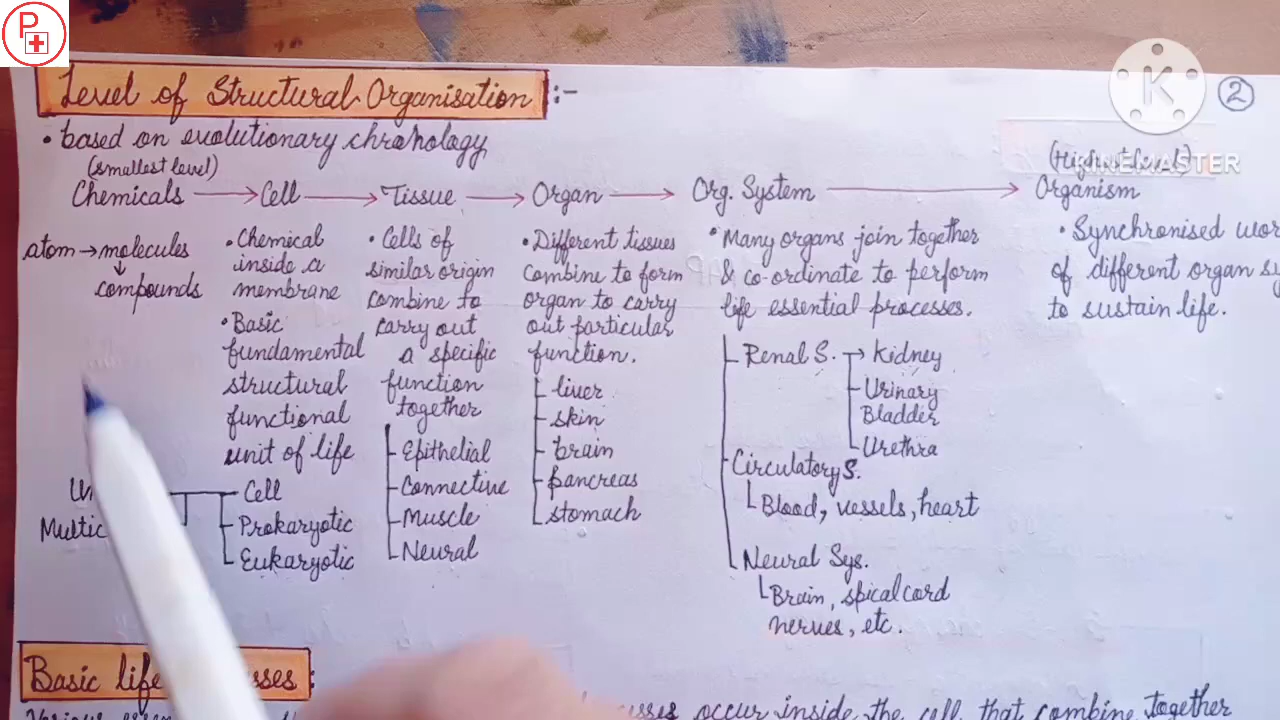 P
K
KINEMASTER
Level of Structural Organisation :-
2
• based on evolutionary chronology
(smallest level)
(Highest level)
Chemicals → Cell → Tissue → Organ → Org. System → Organism
atom → molecules
↓
compounds
• Chemical
inside a
membrane
• Basic
fundamental
structural
functional
unit of life
Cell
Prokaryotic
Eukaryotic
• Cells of
similar origin
combine to
carry out
a specific
function
together
Epithelial
Connective
Muscle
Neural
• Different tissues
combine to form
organ to carry
out particular
function.
liver
skin
brain
pancreas
stomach
• Many organs join together
& co-ordinate to perform
life essential processes.
Renal S. → Kidney
Urinary
Bladder
Urethra
Circulatory S.
Blood, vessels, heart
Neural Sys.
Brain, spical cord
nerves, etc.
• Synchronised
of different organ
to sustain life.
Basic life
occur inside the cell that combine together